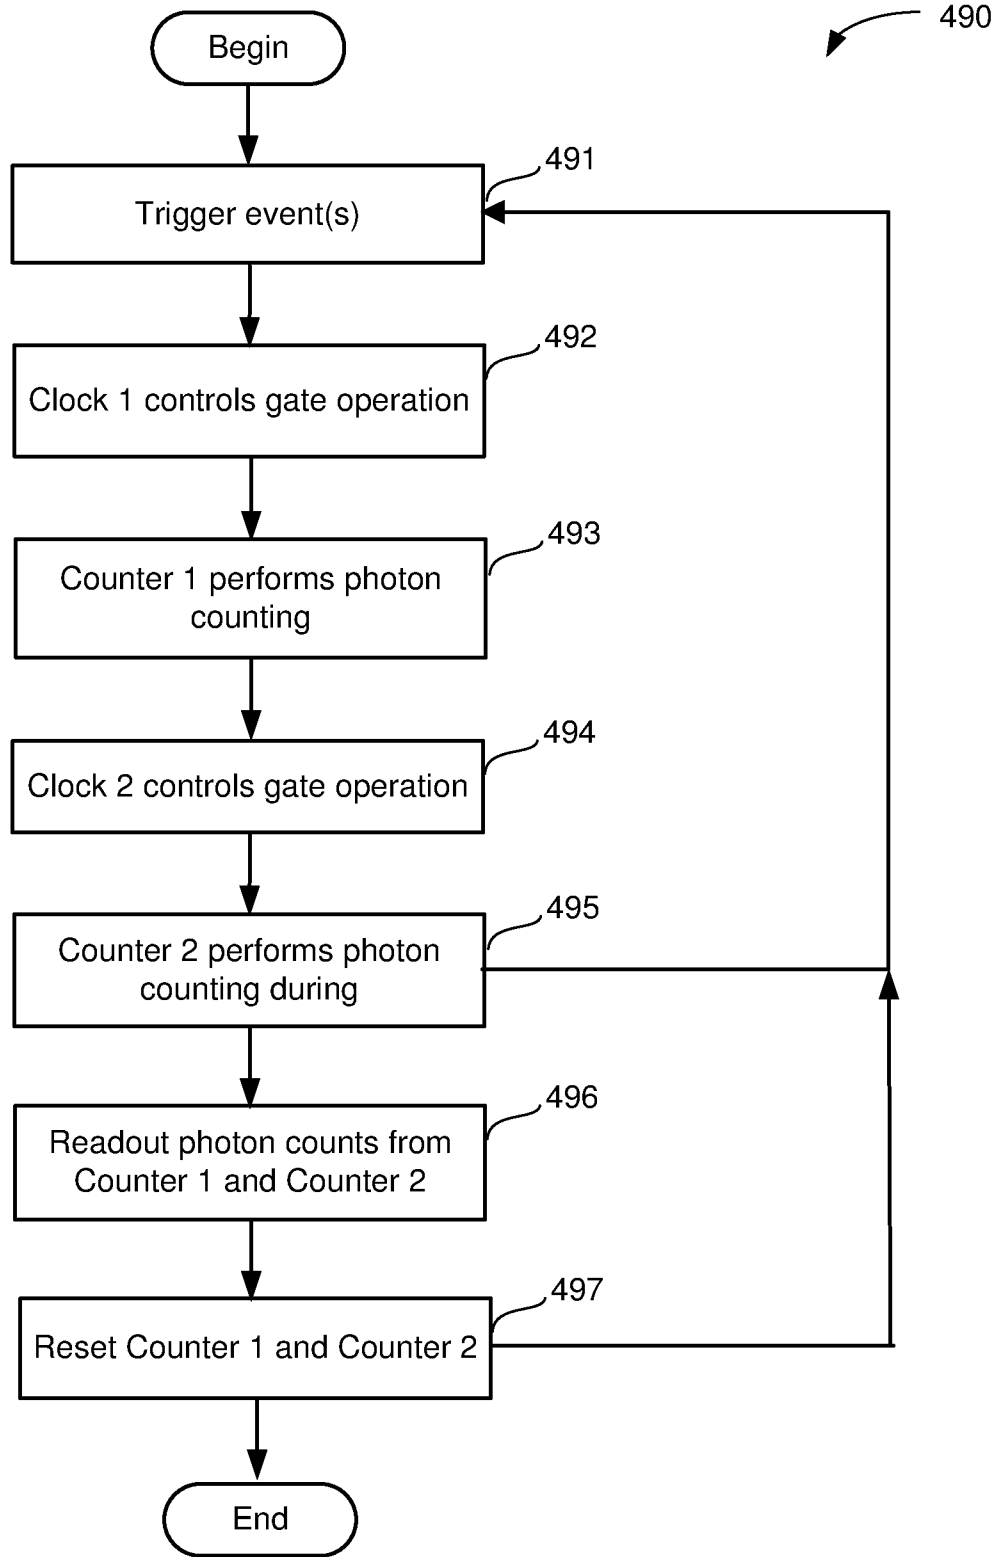 490
Begin
491
Trigger event(s)
492
Clock 1 controls gate operation
493
Counter 1 performs photon
counting
494
Clock 2 controls gate operation
495
Counter 2 performs photon
counting during
496
Readout photon counts from
Counter 1 and Counter 2
497
Reset Counter 1 and Counter 2
End